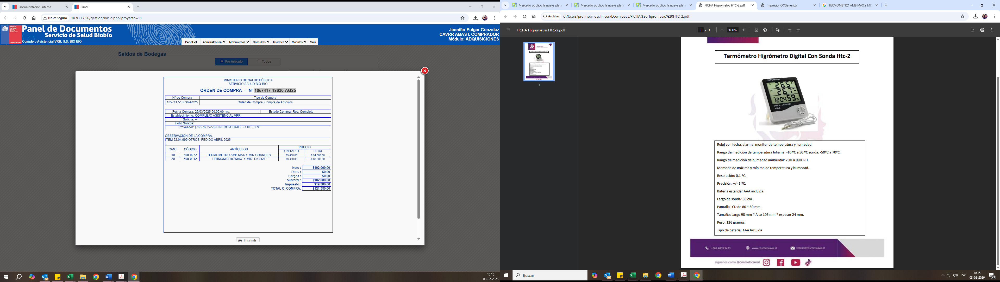 Documentación Interna
Panel
No es seguro
10.8.117.56/gestion/inicio.php?proyecto=11
Servicio de Salud Biobío
Panel de Documentos
Servicio de Salud Biobío
Complejo Asistencial VRR, S.S. BIO BIO
Jennifer Pulgar Gonzalez
CAVRR ABAST. COMPRADOR
Módulo: ADQUISICIONES
Panel v3 Administracion Movimientos Consultas Informes Modulos Salir
Saldos de Bodegas
Por Artículo Todos
MINISTERIO DE SALUD PÚBLICA
SERVICIO SALUD BÍO-BÍO
ORDEN DE COMPRA – Nº 1057417-18630-AG25
Nº de Compra Tipo de Compra
1057417-18630-AG25 Orden de Compra, Compra de Artículos
Fecha Compra: 26/03/2025 00:00:00 hrs. Estado Compra: Rec. Completa
Establecimiento: COMPLEJO ASISTENCIAL VRR
Solicita: –
Folio Solicita:
Proveedor: (76.576.352-5) SINERGIA TRADE CHILE SPA
OBSERVACIÓN DE LA COMPRA:
ITEM 22.04.999 OTROS, PEDIDO ABRIL 2025
CANT. CÓDIGO ARTÍCULOS PRECIO
UNITARIO TOTAL
10 508-0272 TERMOMETRO AMB.MAX.Y MIN.GRANDES $3.400,00 $ 34.000,00
20 508-0312 TERMOMETRO MAX. Y MIN. DIGITAL $3.400,00 $ 68.000,00
Neto : $102.000,00
Dcto. : $0,00
Cargos : $0,00
Subtotal : $102.000,00
Impuesto : $19.380,00
TOTAL O. COMPRA: $121.380,00
Imprimir
10:15
03-02-2026
Mercado publico la nueva plata
Mercado publico la nueva plata
Mercado publico la nueva plata
FICHA Higrometro HTC-2.pdf
ImpresionOCGenerica
TERMOMETRO AMB.MAX.Y MI
Archivo
C:/Users/profinsumosclinicos/Downloads/FICHA%20Higrometro%20HTC-2.pdf
FICHA Higrometro HTC-2.pdf
1 / 1
100%
1
Termómetro Higrómetro Digital Con Sonda Htc-2
TEMPERATURE
IN 26.5°C
OUT 26.7°C
CLOCK / HUMIDITY
HTC-2
Reloj con fecha, alarma, monitor de temperatura y humedad.
Rango de medición de temperatura Interna: -10 ºC a 50 ºC sonda: -50ºC a 70ºC.
Rango de medición de humedad ambiental: 20% a 99% RH.
Memoria de máxima y mínima de temperatura y humedad.
Resolución: 0,1 ºC.
Precisión: +/- 1 ºC.
Batería estándar AAA incluida.
Largo de sonda: 80 cm.
Pantalla LCD de 80 * 60 mm.
Tamaño: Largo 98 mm * Alto 105 mm * espesor 24 mm.
Peso: 126 gramos.
Tipo de batería: AAA Incluida
+569 4003 9473
www.cosmeticaval.cl
ventas@cosmeticaval.cl
síguenos como @cosmeticaval
Buscar
ESP
10:15
03-02-2026
21